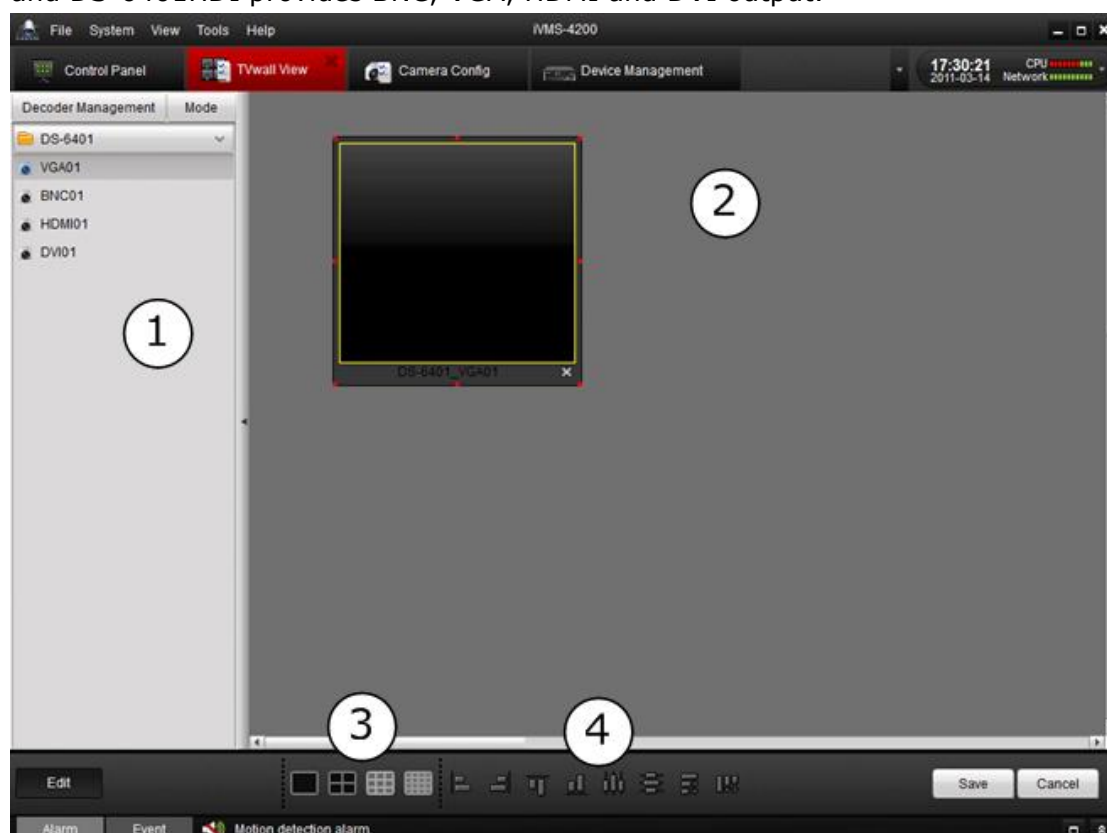 and DS-6401HDI provides BNC, VGA, HDMI and DVI output.
File System View Tools Help iVMS-4200
Control Panel TVwall View Camera Config Device Management 17:30:21 CPU
2011-03-14 Network
Decoder Management Mode
DS-6401
VGA01
BNC01
HDMI01
DVI01
1
2
DS-6401_VGA01
3
4
Edit Save Cancel
Alarm Event Motion detection alarm